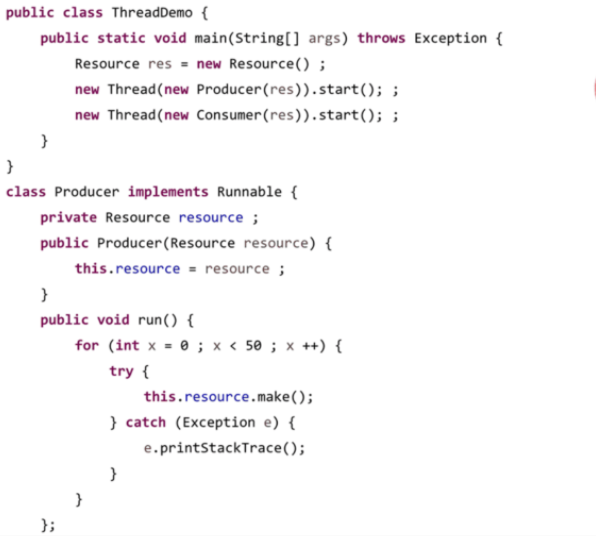 public class ThreadDemo {
    public static void main(String[] args) throws Exception {
        Resource res = new Resource() ;
        new Thread(new Producer(res)).start(); ;
        new Thread(new Consumer(res)).start(); ;
    }
}
class Producer implements Runnable {
    private Resource resource ;
    public Producer(Resource resource) {
        this.resource = resource ;
    }
    public void run() {
        for (int x = 0 ; x < 50 ; x ++) {
            try {
                this.resource.make();
            } catch (Exception e) {
                e.printStackTrace();
            }
        }
    };